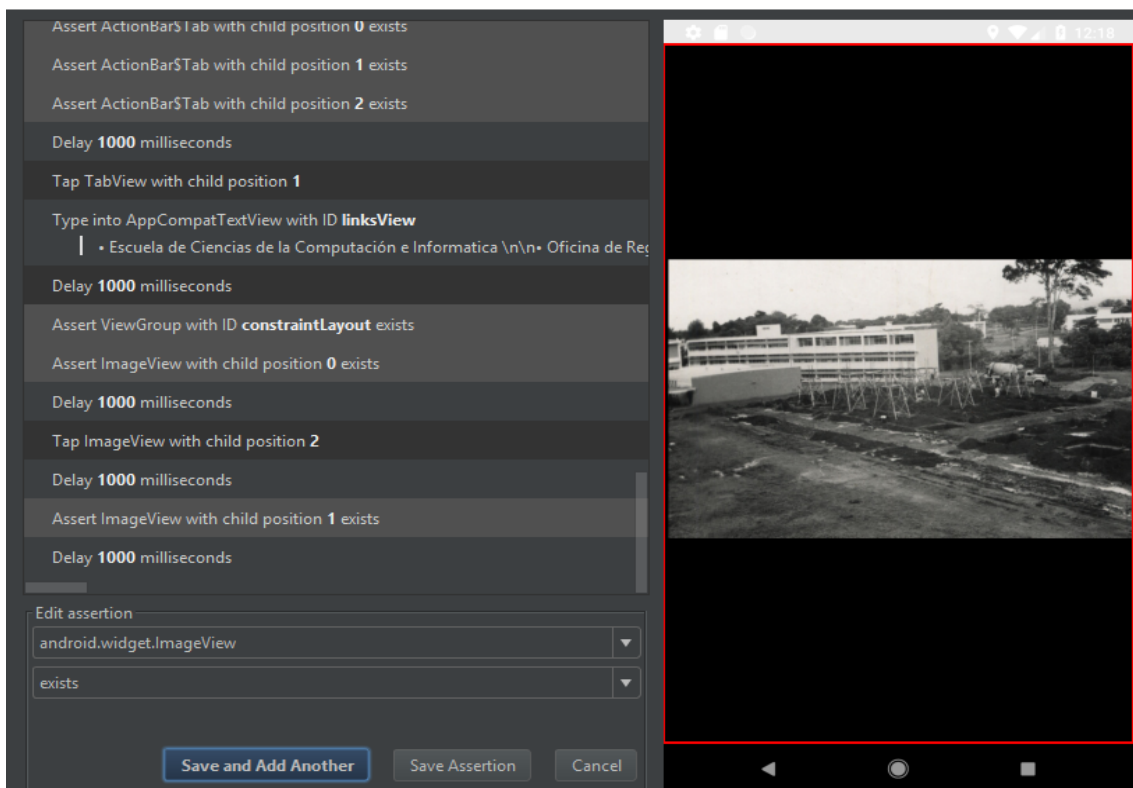 Assert ActionBar$Tab with child position 0 exists
Assert ActionBar$Tab with child position 1 exists
Assert ActionBar$Tab with child position 2 exists
Delay 1000 milliseconds
Tap TabView with child position 1
Type into AppCompatTextView with ID linksView
• Escuela de Ciencias de la Computación e Informatica \n\n• Oficina de Reg
Delay 1000 milliseconds
Assert ViewGroup with ID constraintLayout exists
Assert ImageView with child position 0 exists
Delay 1000 milliseconds
Tap ImageView with child position 2
Delay 1000 milliseconds
Assert ImageView with child position 1 exists
Delay 1000 milliseconds
Edit assertion
android.widget.ImageView
exists
Save and Add Another Save Assertion Cancel
12:18